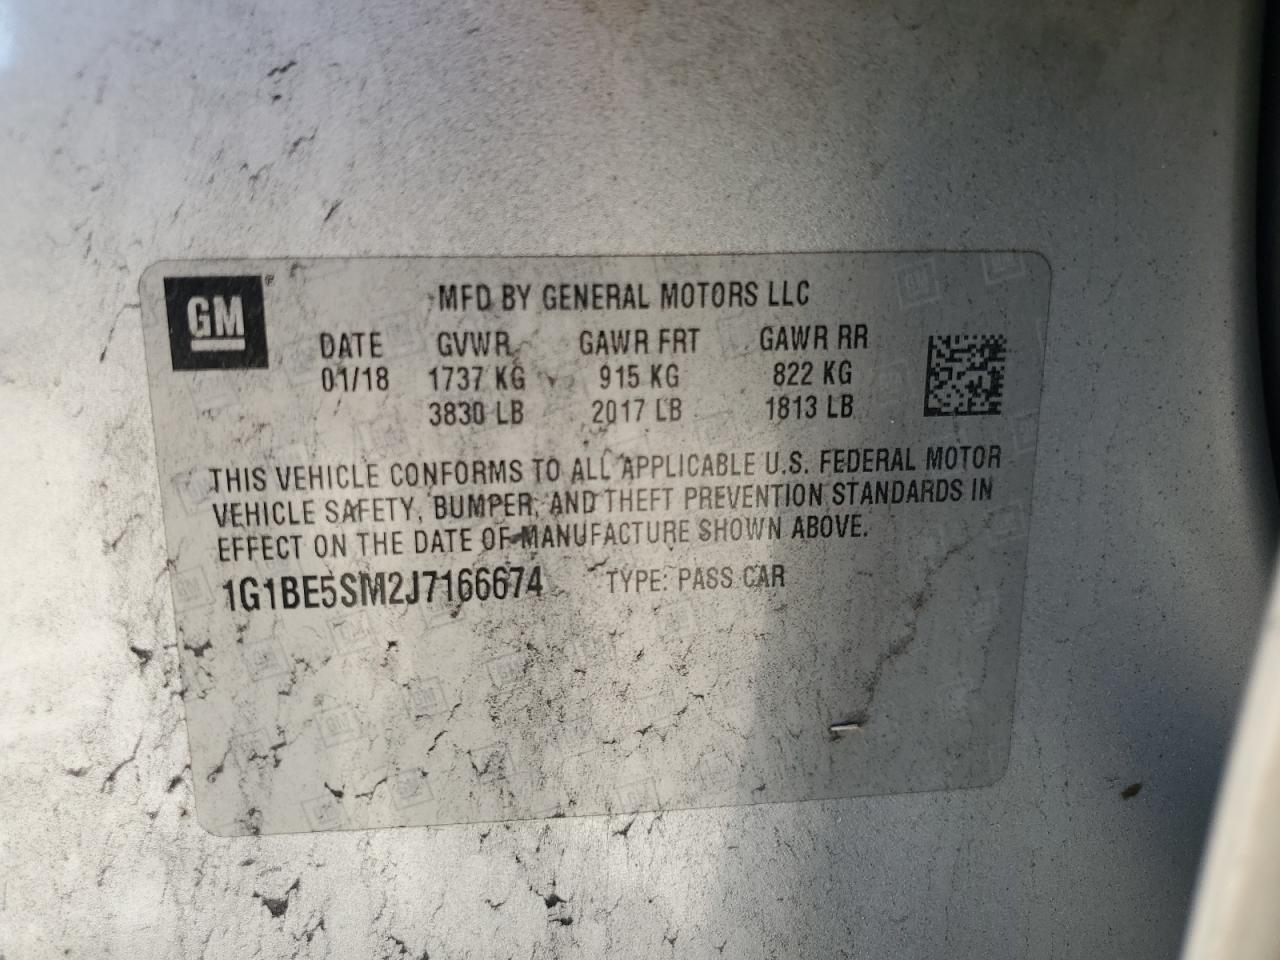 GM
MFD BY GENERAL MOTORS LLC
DATE GVWR GAWR FRT GAWR RR
01/18 1737 KG 915 KG 822 KG
3830 LB 2017 LB 1813 LB
THIS VEHICLE CONFORMS TO ALL APPLICABLE U.S. FEDERAL MOTOR
VEHICLE SAFETY, BUMPER, AND THEFT PREVENTION STANDARDS IN
EFFECT ON THE DATE OF MANUFACTURE SHOWN ABOVE.
1G1BE5SM2J7166674 TYPE: PASS CAR